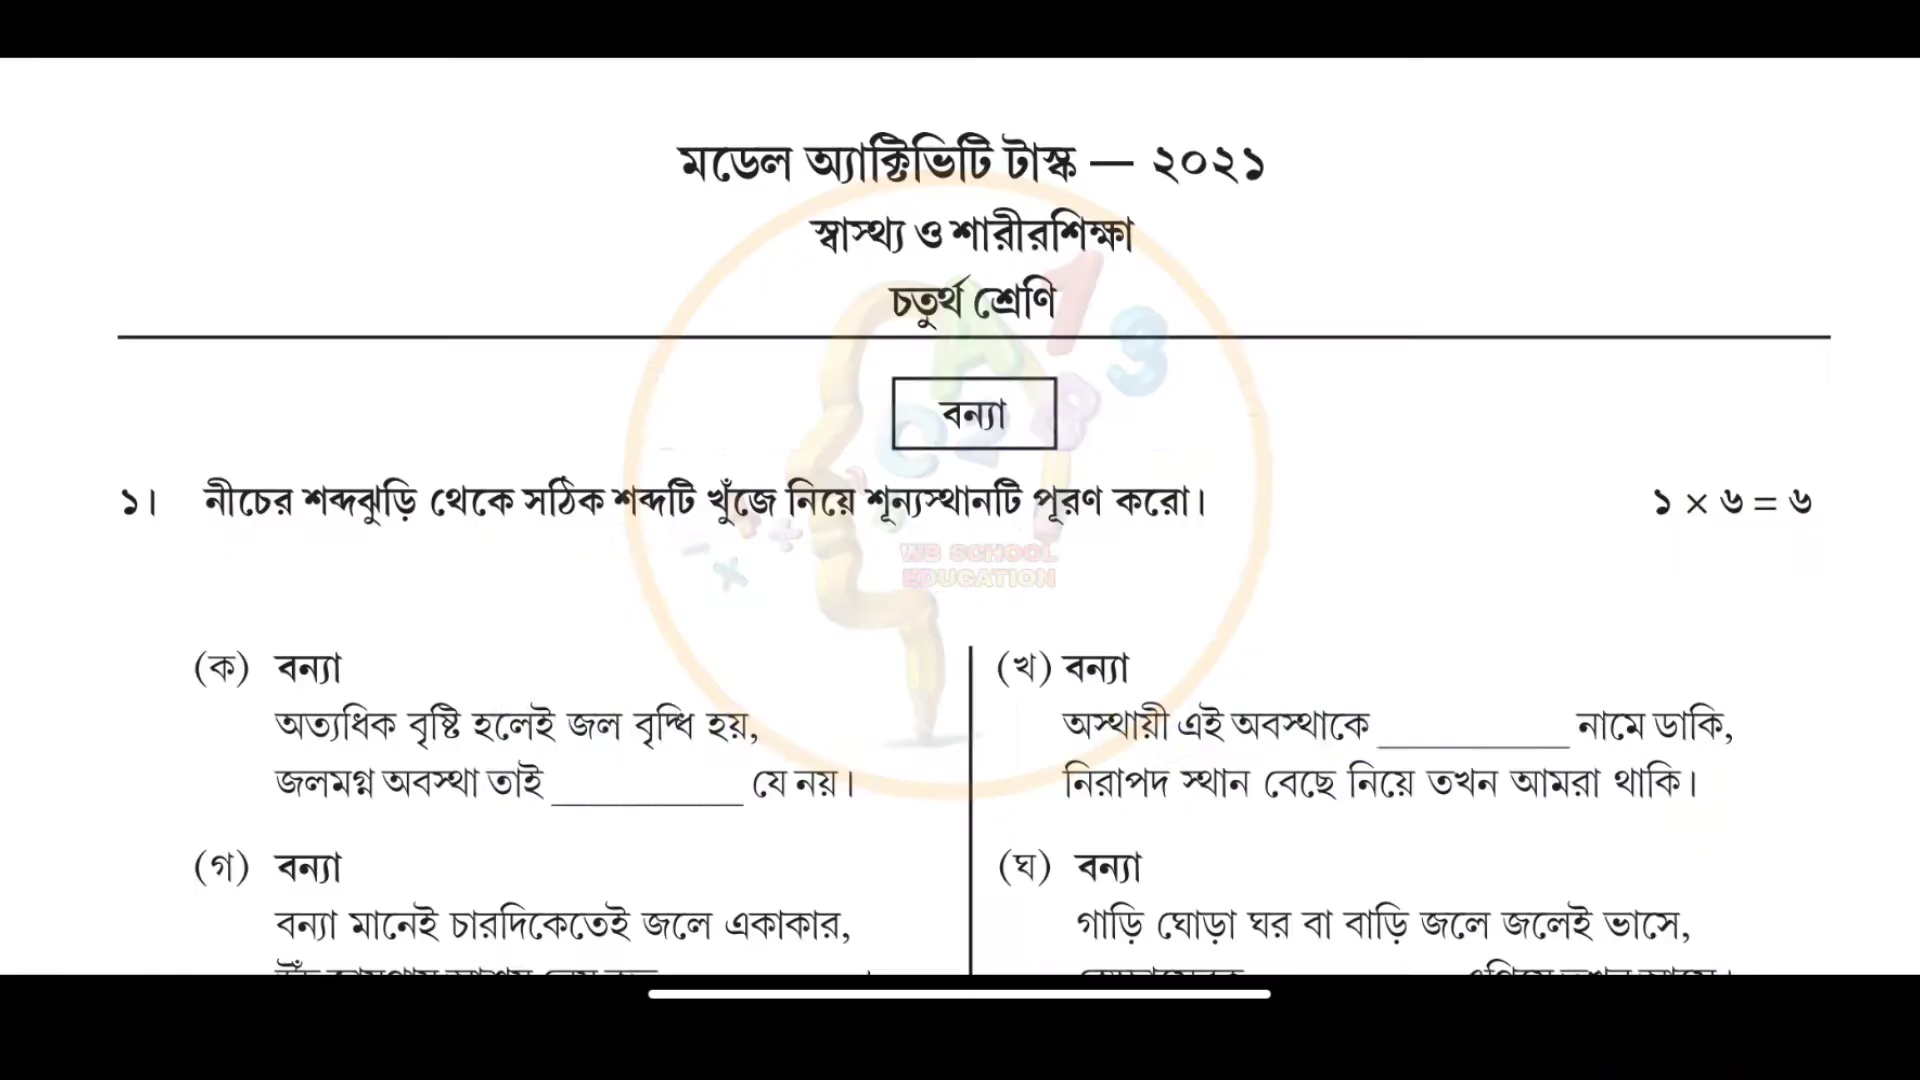 মডেল অ্যাক্টিভিটি টাস্ক — ২০২১
স্বাস্থ্য ও শারীরশিক্ষা
চতুর্থ শ্রেণি
বন্যা
১। নীচের শব্দঝুড়ি থেকে সঠিক শব্দটি খুঁজে নিয়ে শূন্যস্থানটি পূরণ করো। ১ × ৬ = ৬
WB SCHOOL
EDUCATION
(ক) বন্যা
অত্যধিক বৃষ্টি হলেই জল বৃদ্ধি হয়,
জলমগ্ন অবস্থা তাই __________ যে নয়।
(খ) বন্যা
অস্থায়ী এই অবস্থাকে __________ নামে ডাকি,
নিরাপদ স্থান বেছে নিয়ে তখন আমরা থাকি।
(গ) বন্যা
বন্যা মানেই চারদিকেতেই জলে একাকার,
(ঘ) বন্যা
গাড়ি ঘোড়া ঘর বা বাড়ি জলে জলেই ভাসে,